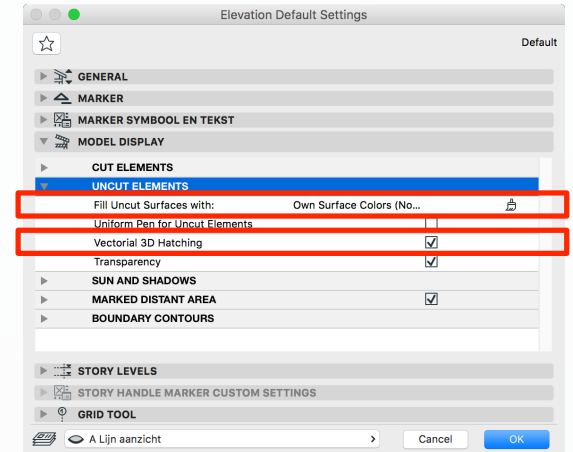 Elevation Default Settings
Default
GENERAL
MARKER
MARKER SYMBOOL EN TEKST
MODEL DISPLAY
CUT ELEMENTS
UNCUT ELEMENTS
Fill Uncut Surfaces with: Own Surface Colors (No...
Uniform Pen for Uncut Elements
Vectorial 3D Hatching
Transparency
SUN AND SHADOWS
MARKED DISTANT AREA
BOUNDARY CONTOURS
STORY LEVELS
STORY HANDLE MARKER CUSTOM SETTINGS
GRID TOOL
A Lijn aanzicht
Cancel
OK